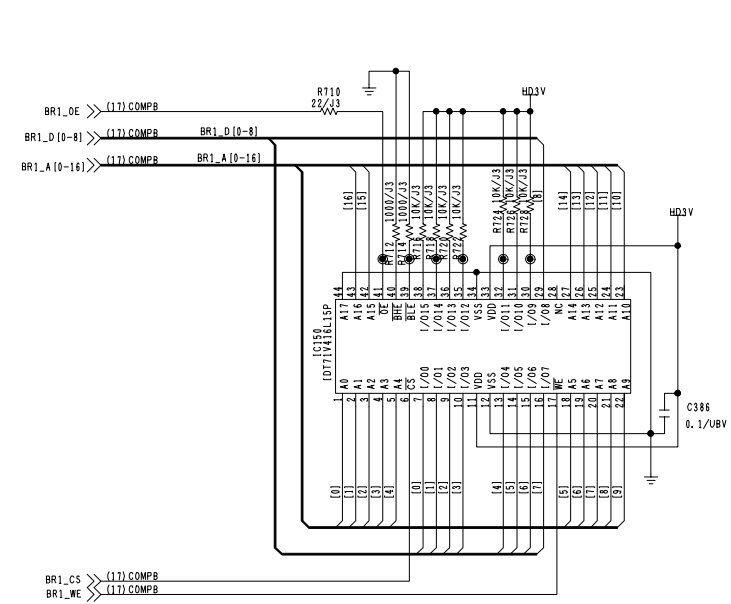 R710
22/J3
HD3V
BR1_OE (17)COMPB
BR1_D[0-8] (17)COMPB BR1_D[0-8]
BR1_A[0-16] (17)COMPB BR1_A[0-16]
[16]
[15]
R712 1000/J3
R714 1000/J3
R716 10K/J3
R718 10K/J3
R720 10K/J3
R722 10K/J3
R724 10K/J3
R726 10K/J3
R728 10K/J3
[8]
[14]
[13]
[12]
[11]
[10]
HD3V
44 43 42 41 40 39 38 37 36 35 34 33 32 31 30 29 28 27 26 25 24 23
A17 A16 A15 OE BHE BLE I/O15 I/O14 I/O13 I/O12 VSS VDD I/O11 I/O10 I/O9 I/O8 NC A14 A13 A12 A11 A10
IC150
IDT71V416L15P
A0 A1 A2 A3 A4 CS I/O0 I/O1 I/O2 I/O3 VDD VSS I/O4 I/O5 I/O6 I/O7 WE A5 A6 A7 A8 A9
1 2 3 4 5 6 7 8 9 10 11 12 13 14 15 16 17 18 19 20 21 22
C386
0.1/UBV
[0] [1] [2] [3] [4] [0] [1] [2] [3] [4] [5] [6] [7] [5] [6] [7] [8] [9]
BR1_CS (17)COMPB
BR1_WE (17)COMPB